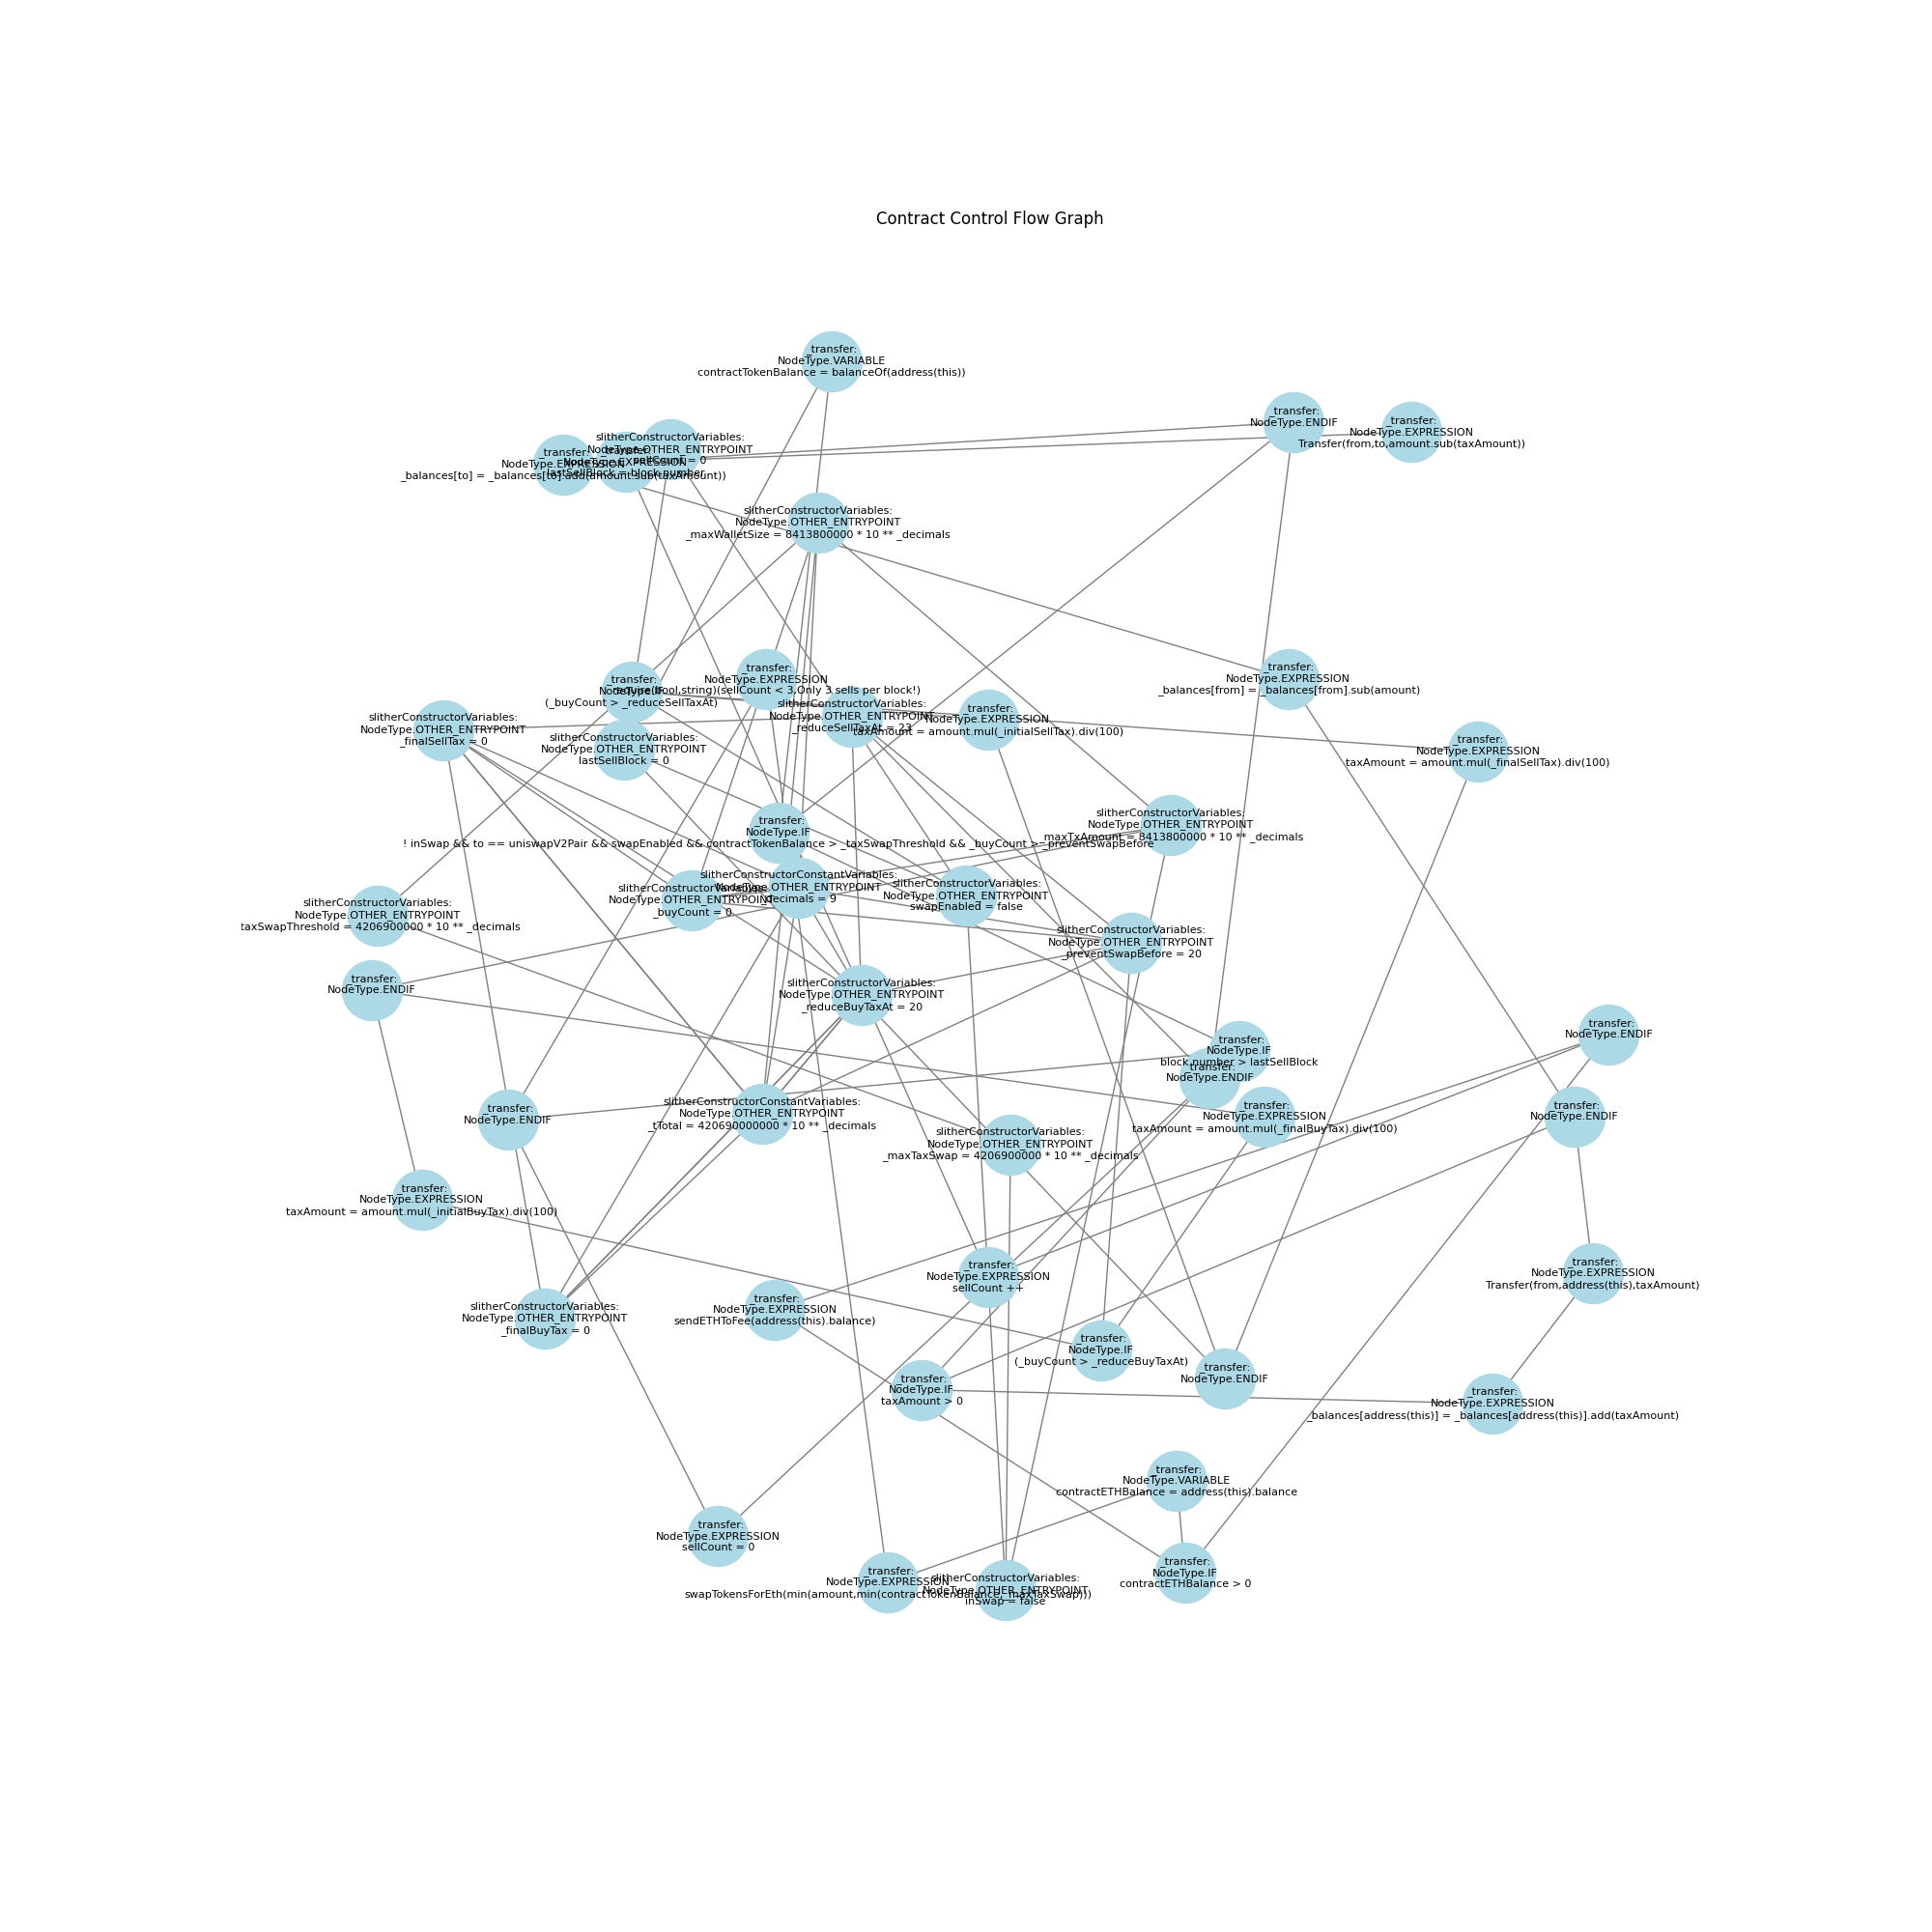 Contract Control Flow Graph
_transfer:
NodeType.VARIABLE
contractTokenBalance = balanceOf(address(this))
_transfer:
NodeType.ENDIF
_transfer:
NodeType.EXPRESSION
Transfer(from,to,amount.sub(taxAmount))
slitherConstructorVariables:
NodeType.OTHER_ENTRYPOINT
sellCount = 0
_transfer:
NodeType.EXPRESSION
lastSellBlock = block.number
_transfer:
NodeType.EXPRESSION
_balances[to] = _balances[to].add(amount.sub(taxAmount))
slitherConstructorVariables:
NodeType.OTHER_ENTRYPOINT
_maxWalletSize = 8413800000 * 10 ** _decimals
_transfer:
NodeType.EXPRESSION
require(bool,string)(sellCount < 3,Only 3 sells per block!)
_transfer:
NodeType.EXPRESSION
_balances[from] = _balances[from].sub(amount)
_transfer:
NodeType.IF
(_buyCount > _reduceSellTaxAt)
slitherConstructorVariables:
NodeType.OTHER_ENTRYPOINT
_reduceSellTaxAt = 23
_transfer:
NodeType.EXPRESSION
taxAmount = amount.mul(_initialSellTax).div(100)
slitherConstructorVariables:
NodeType.OTHER_ENTRYPOINT
_finalSellTax = 0
slitherConstructorVariables:
NodeType.OTHER_ENTRYPOINT
lastSellBlock = 0
_transfer:
NodeType.EXPRESSION
taxAmount = amount.mul(_finalSellTax).div(100)
_transfer:
NodeType.IF
! inSwap && to == uniswapV2Pair && swapEnabled && contractTokenBalance > _taxSwapThreshold && _buyCount > _preventSwapBefore
slitherConstructorVariables:
NodeType.OTHER_ENTRYPOINT
_maxTxAmount = 8413800000 * 10 ** _decimals
slitherConstructorConstantVariables:
NodeType.OTHER_ENTRYPOINT
_decimals = 9
slitherConstructorVariables:
NodeType.OTHER_ENTRYPOINT
_buyCount = 0
slitherConstructorVariables:
NodeType.OTHER_ENTRYPOINT
swapEnabled = false
slitherConstructorVariables:
NodeType.OTHER_ENTRYPOINT
taxSwapThreshold = 4206900000 * 10 ** _decimals
slitherConstructorVariables:
NodeType.OTHER_ENTRYPOINT
_preventSwapBefore = 20
_transfer:
NodeType.ENDIF
slitherConstructorVariables:
NodeType.OTHER_ENTRYPOINT
_reduceBuyTaxAt = 20
_transfer:
NodeType.ENDIF
_transfer:
NodeType.IF
block.number > lastSellBlock
_transfer:
NodeType.ENDIF
_transfer:
NodeType.ENDIF
slitherConstructorConstantVariables:
NodeType.OTHER_ENTRYPOINT
_tTotal = 420690000000 * 10 ** _decimals
_transfer:
NodeType.EXPRESSION
taxAmount = amount.mul(_finalBuyTax).div(100)
_transfer:
NodeType.ENDIF
slitherConstructorVariables:
NodeType.OTHER_ENTRYPOINT
_maxTaxSwap = 4206900000 * 10 ** _decimals
_transfer:
NodeType.EXPRESSION
taxAmount = amount.mul(_initialBuyTax).div(100)
_transfer:
NodeType.EXPRESSION
sellCount ++
_transfer:
NodeType.EXPRESSION
Transfer(from,address(this),taxAmount)
_transfer:
NodeType.EXPRESSION
sendETHToFee(address(this).balance)
slitherConstructorVariables:
NodeType.OTHER_ENTRYPOINT
_finalBuyTax = 0
_transfer:
NodeType.IF
(_buyCount > _reduceBuyTaxAt)
_transfer:
NodeType.ENDIF
_transfer:
NodeType.IF
taxAmount > 0
_transfer:
NodeType.EXPRESSION
_balances[address(this)] = _balances[address(this)].add(taxAmount)
_transfer:
NodeType.VARIABLE
contractETHBalance = address(this).balance
_transfer:
NodeType.EXPRESSION
sellCount = 0
_transfer:
NodeType.EXPRESSION
swapTokensForEth(min(amount,min(contractTokenBalance,_maxTaxSwap)))
slitherConstructorVariables:
NodeType.OTHER_ENTRYPOINT
inSwap = false
_transfer:
NodeType.IF
contractETHBalance > 0